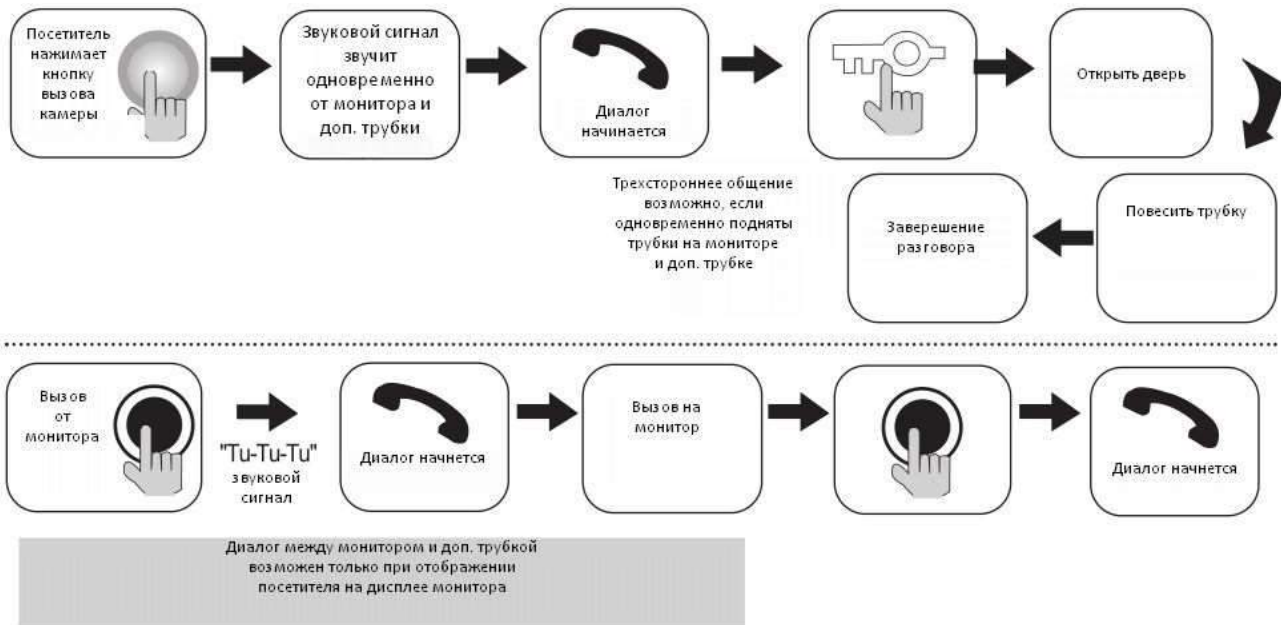 Посетитель
нажимает
кнопку
вызова
камеры
Звуковой сигнал
звучит
одновременно
от монитора и
доп. трубки
Диалог
начинается
Открыть дверь
Трехстороннее общение
возможно, если
одновременно подняты
трубки на мониторе
и доп. трубке
Заверешение
разговора
Повесить трубку
Вызов
от
монитора
"Tu-Tu-Tu"
звуковой
сигнал
Диалог начнется
Вызов на
монитор
Диалог начнется
Диалог между монитором и доп. трубкой
возможен только при отображении
посетителя на дисплее монитора